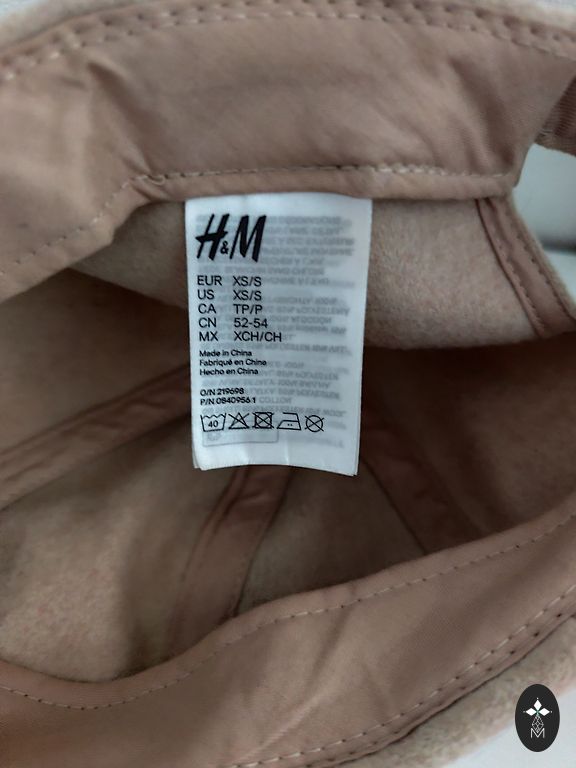 H&M
EUR XS/S
US XS/S
CA TP/P
CN 52-54
MX XCH/CH
Made in China
Fabriqué en Chine
Hecho en China
O/N 219698
P/N 0840956.1
40
M